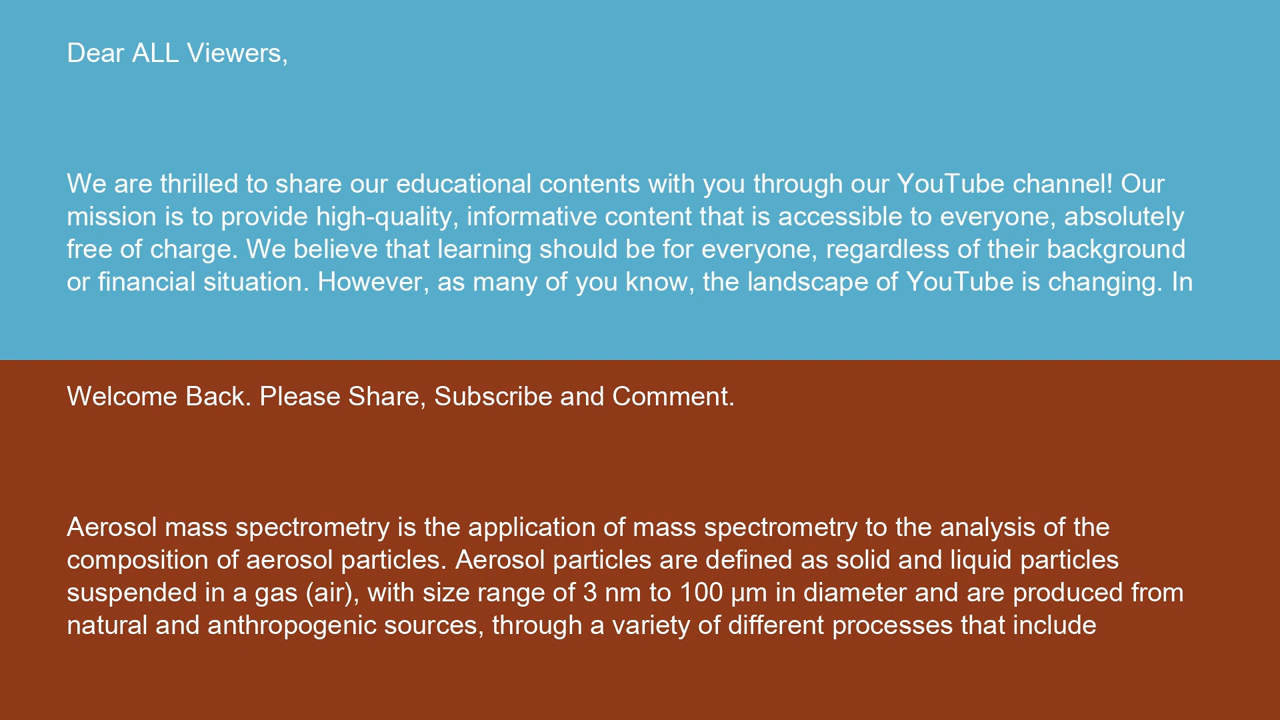 Dear ALL Viewers,
We are thrilled to share our educational contents with you through our YouTube channel! Our
mission is to provide high-quality, informative content that is accessible to everyone, absolutely
free of charge. We believe that learning should be for everyone, regardless of their background
or financial situation. However, as many of you know, the landscape of YouTube is changing. In
Welcome Back. Please Share, Subscribe and Comment.
Aerosol mass spectrometry is the application of mass spectrometry to the analysis of the
composition of aerosol particles. Aerosol particles are defined as solid and liquid particles
suspended in a gas (air), with size range of 3 nm to 100 μm in diameter and are produced from
natural and anthropogenic sources, through a variety of different processes that include